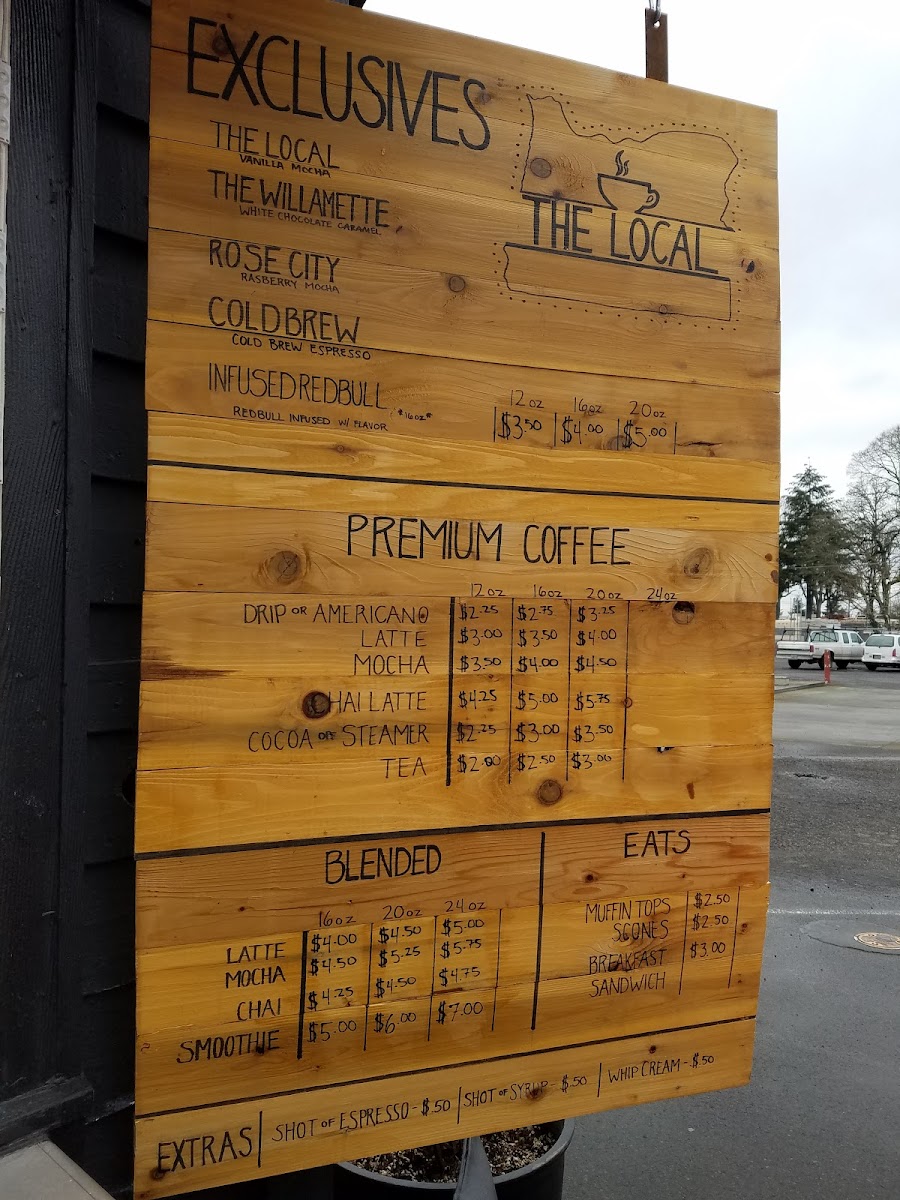 EXCLUSIVES
THE LOCAL
VANILLA MOCHA
THE WILLAMETTE
WHITE CHOCOLATE CARAMEL
ROSE CITY
RASBERRY MOCHA
COLD BREW
COLD BREW ESPRESSO
INFUSED REDBULL
REDBULL INFUSED W/ FLAVOR
THE LOCAL
12oz 16oz 20oz
$3.50 $4.00 $5.00
PREMIUM COFFEE
12oz 16oz 20oz 24oz
DRIP OR AMERICANO $2.25 $2.75 $3.25
LATTE $3.00 $3.50 $4.00
MOCHA $3.50 $4.00 $4.50
CHAI LATTE $4.25 $5.00 $5.75
COCOA OR STEAMER $2.25 $3.00 $3.50
TEA $2.00 $2.50 $3.00
BLENDED
16oz 20oz 24oz
LATTE $4.00 $4.50 $5.00
MOCHA $4.50 $5.25 $5.75
CHAI $4.25 $4.50 $4.75
SMOOTHIE $5.00 $6.00 $7.00
EATS
MUFFIN TOPS $2.50
SCONES $2.50
BREAKFAST $3.00
SANDWICH
EXTRAS SHOT OF ESPRESSO - $.50 SHOT OF SYRUP - $.50 WHIP CREAM - $.50